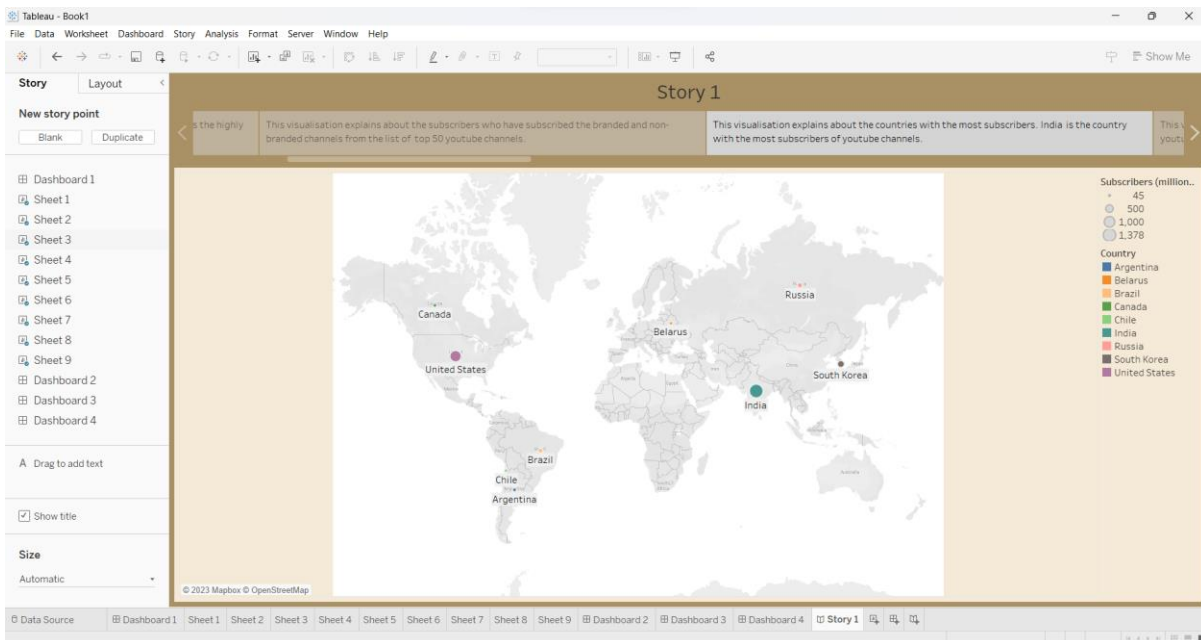 Tableau - Book1
File Data Worksheet Dashboard Story Analysis Format Server Window Help
Show Me
Story Layout
New story point
Blank Duplicate
Dashboard 1
Sheet 1
Sheet 2
Sheet 3
Sheet 4
Sheet 5
Sheet 6
Sheet 7
Sheet 8
Sheet 9
Dashboard 2
Dashboard 3
Dashboard 4
A Drag to add text
Show title
Size
Automatic
Story 1
s the highly
This visualisation explains about the subscribers who have subscribed the branded and non-
branded channels from the list of top 50 youtube channels.
This visualisation explains about the countries with the most subscribers. India is the country
with the most subscribers of youtube channels.
This v
youtu
Canada
United States
Brazil
Chile
Argentina
Belarus
Russia
South Korea
India
© 2023 Mapbox © OpenStreetMap
Subscribers (million..
45
500
1,000
1,378
Country
Argentina
Belarus
Brazil
Canada
Chile
India
Russia
South Korea
United States
Data Source Dashboard 1 Sheet 1 Sheet 2 Sheet 3 Sheet 4 Sheet 5 Sheet 6 Sheet 7 Sheet 8 Sheet 9 Dashboard 2 Dashboard 3 Dashboard 4 Story 1